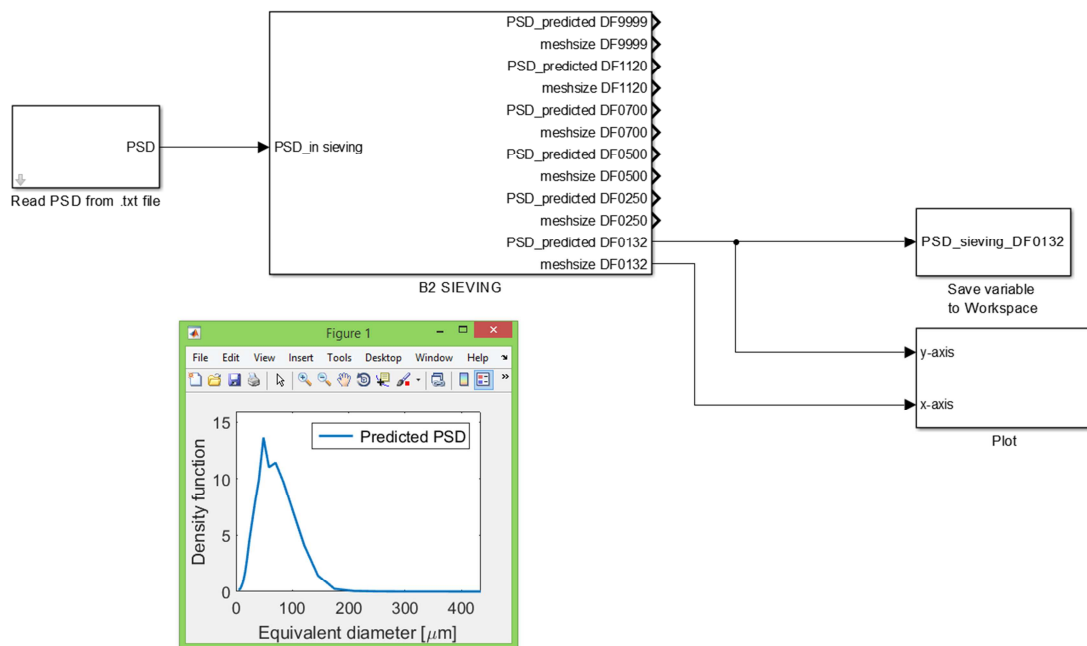 PSD
Read PSD from .txt file
PSD_in sieving
PSD_predicted DF9999
meshsize DF9999
PSD_predicted DF1120
meshsize DF1120
PSD_predicted DF0700
meshsize DF0700
PSD_predicted DF0500
meshsize DF0500
PSD_predicted DF0250
meshsize DF0250
PSD_predicted DF0132
meshsize DF0132
B2 SIEVING
PSD_sieving_DF0132
Save variable
to Workspace
y-axis
x-axis
Plot
Figure 1
File Edit View Insert Tools Desktop Window Help
Predicted PSD
Density function
15
10
5
0
0 100 200 300 400
Equivalent diameter [μm]